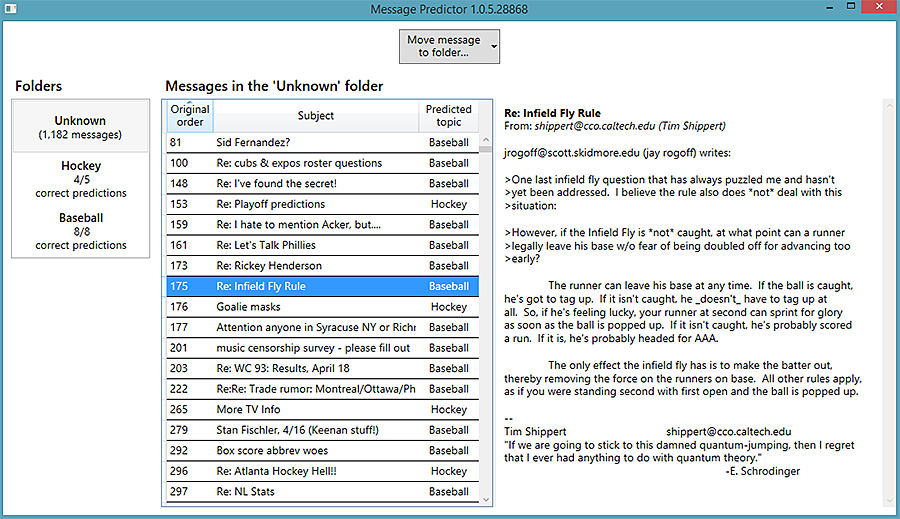 Message Predictor 1.0.5.28868
Move message
to folder...
Folders
Unknown
(1,182 messages)
Hockey
4/5
correct predictions
Baseball
8/8
correct predictions
Messages in the 'Unknown' folder
Original order Subject Predicted topic
81 Sid Fernandez? Baseball
100 Re: cubs & expos roster questions Baseball
148 Re: I've found the secret! Baseball
153 Re: Playoff predictions Hockey
159 Re: I hate to mention Acker, but.... Baseball
161 Re: Let's Talk Phillies Baseball
173 Re: Rickey Henderson Baseball
175 Re: Infield Fly Rule Baseball
176 Goalie masks Hockey
177 Attention anyone in Syracuse NY or Richr Baseball
201 music censorship survey - please fill out Baseball
203 Re: WC 93: Results, April 18 Baseball
222 Re:Re: Trade rumor: Montreal/Ottawa/Ph Baseball
265 More TV Info Hockey
279 Stan Fischler, 4/16 (Keenan stuff!) Baseball
292 Box score abbrev woes Baseball
296 Re: Atlanta Hockey Hell!! Hockey
297 Re: NL Stats Baseball
Re: Infield Fly Rule
From: shippert@cco.caltech.edu (Tim Shippert)
jrogoff@scott.skidmore.edu (jay rogoff) writes:
>One last infield fly question that has always puzzled me and hasn't
>yet been addressed. I believe the rule also does *not* deal with this
>situation:
>However, if the Infield Fly is *not* caught, at what point can a runner
>legally leave his base w/o fear of being doubled off for advancing too
>early?
The runner can leave his base at any time. If the ball is caught,
he's got to tag up. If it isn't caught, he _doesn't_ have to tag up at
all. So, if he's feeling lucky, your runner at second can sprint for glory
as soon as the ball is popped up. If it isn't caught, he's probably scored
a run. If it is, he's probably headed for AAA.
The only effect the infield fly has is to make the batter out,
thereby removing the force on the runners on base. All other rules apply,
as if you were standing second with first open and the ball is popped up.
--
Tim Shippert shippert@cco.caltech.edu
"If we are going to stick to this damned quantum-jumping, then I regret
that I ever had anything to do with quantum theory."
-E. Schrodinger